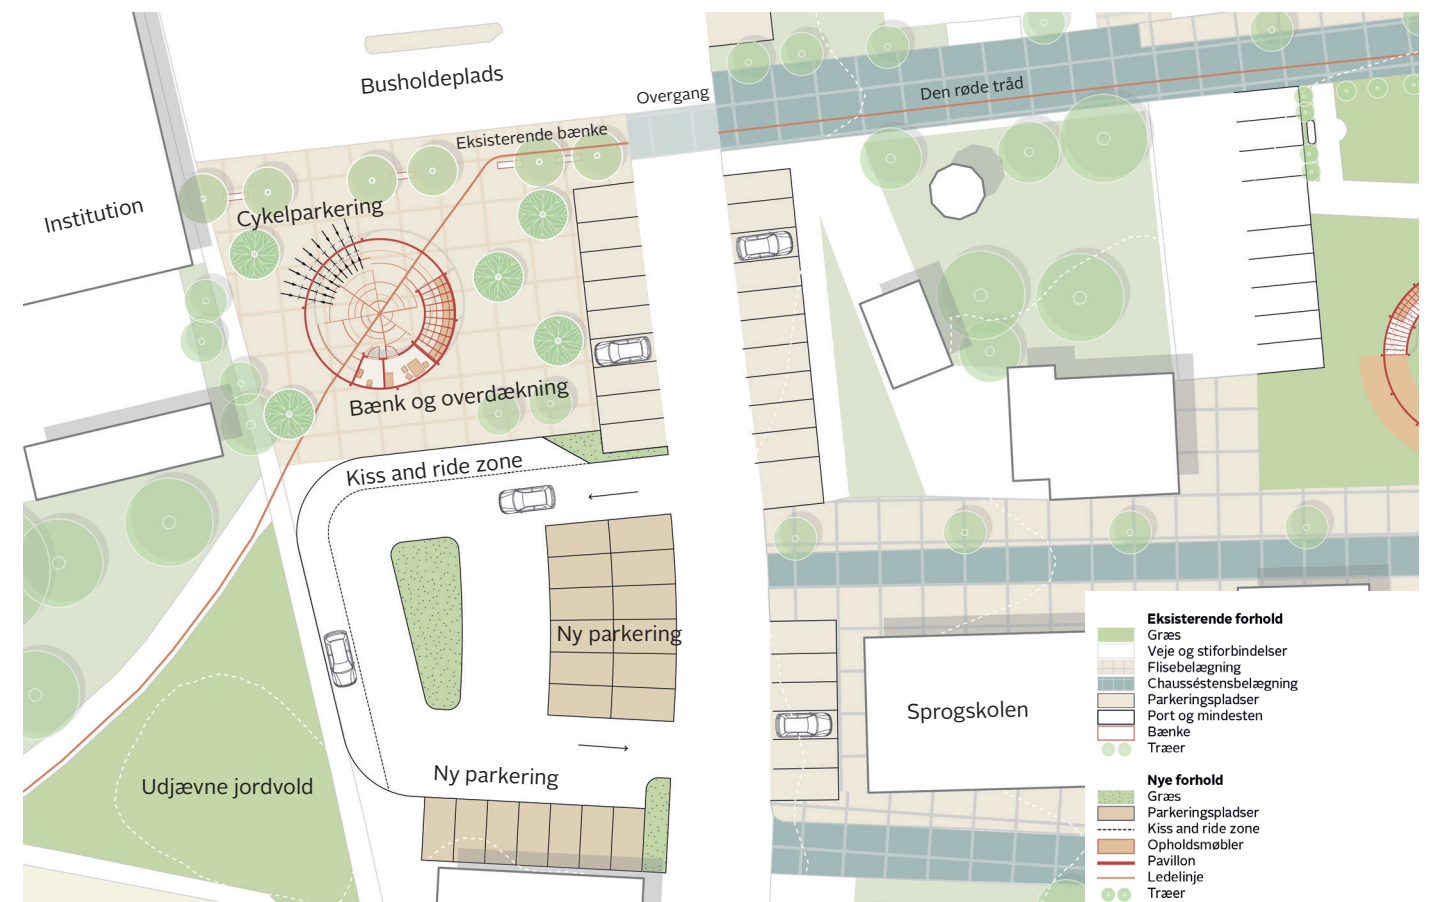 Busholdeplads
Overgang
Den røde tråd
Eksisterende bænke
Institution
Cykelparkering
Bænk og overdækning
Kiss and ride zone
Ny parkering
Sprogskolen
Ny parkering
Udjævne jordvold
Eksisterende forhold
Græs
Veje og stiforbindelser
Flisebelægning
Chausséstensbelægning
Parkeringspladser
Port og mindesten
Bænke
Træer
Nye forhold
Græs
Parkeringspladser
Kiss and ride zone
Opholdsmøbler
Pavillon
Ledelinje
Træer